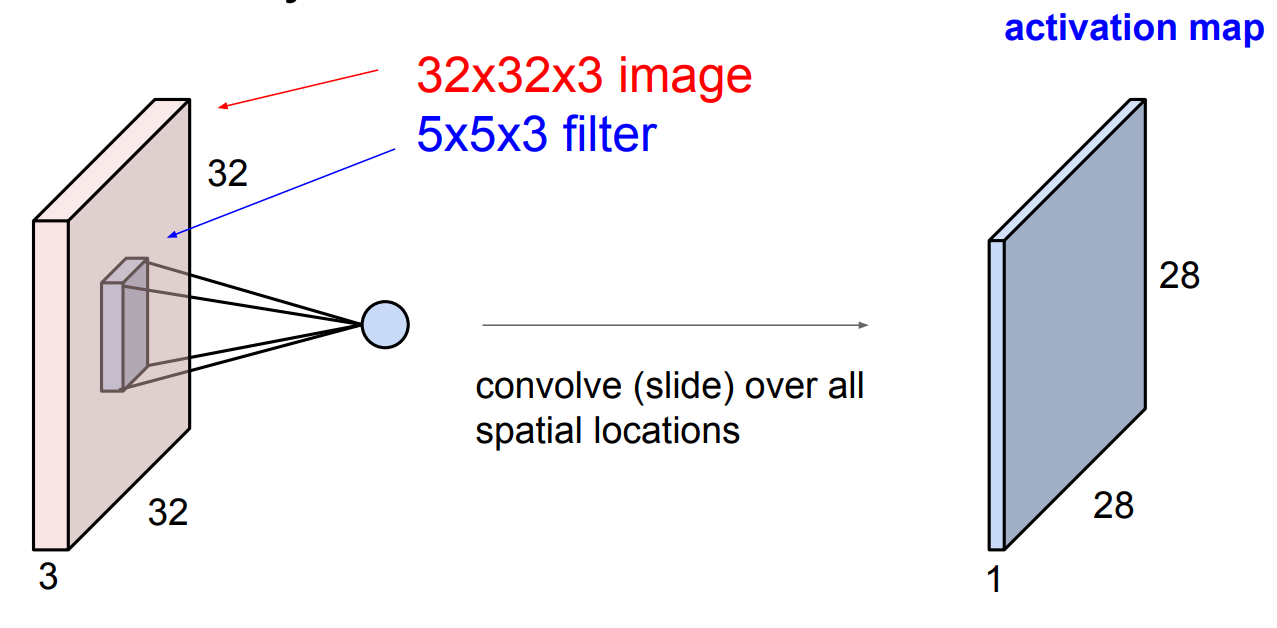 activation map
32x32x3 image
5x5x3 filter
32
28
convolve (slide) over all
spatial locations
32
28
3
1